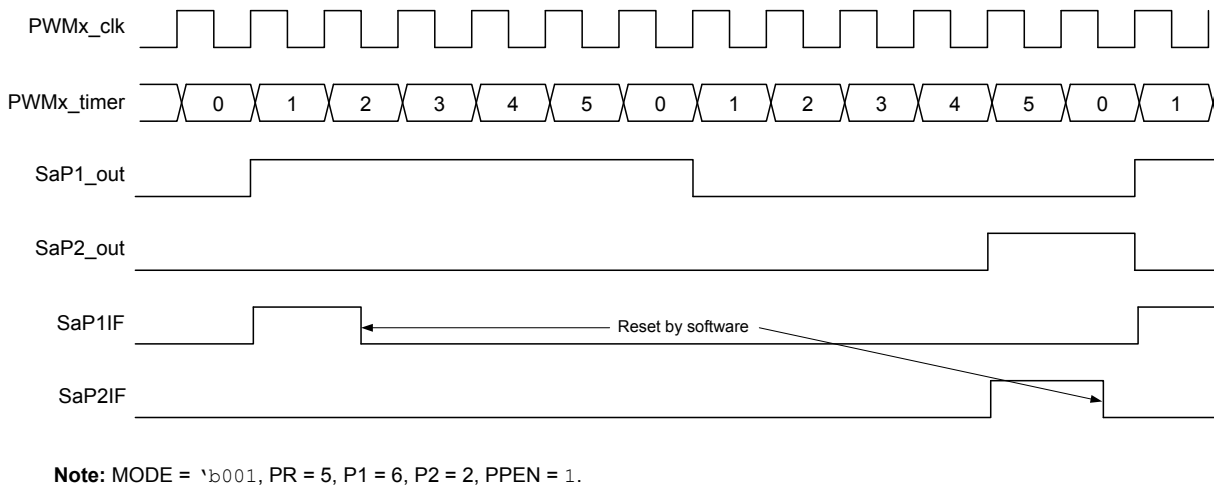 PWMx_clk
PWMx_timer 0 1 2 3 4 5 0 1 2 3 4 5 0 1
SaP1_out
SaP2_out
SaP1IF
Reset by software
SaP2IF
Note: MODE = ‘b001, PR = 5, P1 = 6, P2 = 2, PPEN = 1.